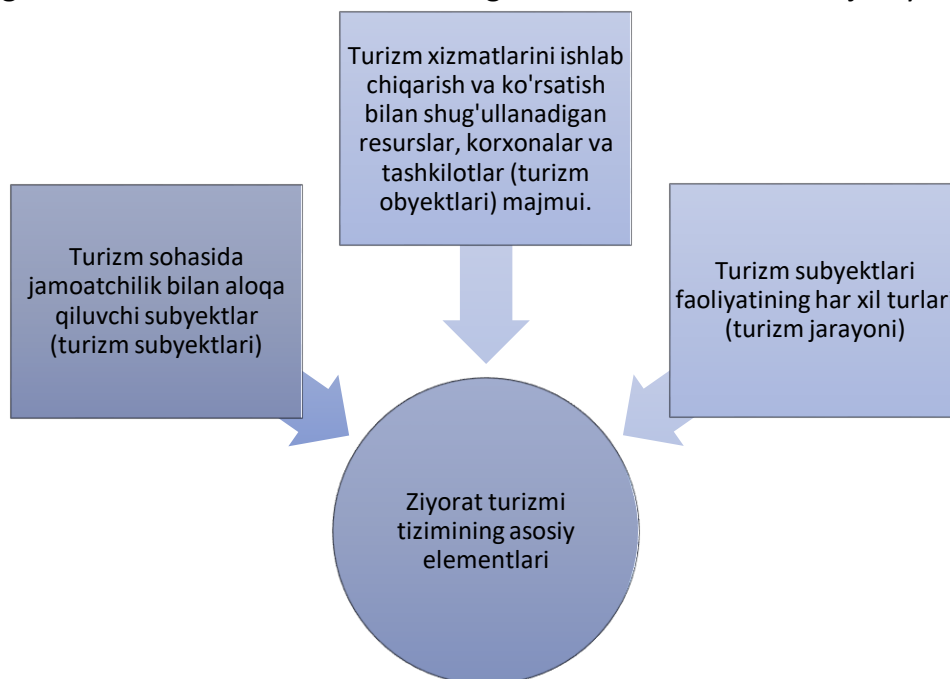 Turizm xizmatlarini ishlab
chiqarish va ko'rsatish
bilan shug'ullanadigan
resurslar, korxonalar va
tashkilotlar (turizm
obyektlari) majmui.
Turizm sohasida
jamoatchilik bilan aloqa
qiluvchi subyektlar
(turizm subyektlari)
Turizm subyektlari
faoliyatining har xil turlar
(turizm jarayoni)
Ziyorat turizmi
tizimining asosiy
elementlari